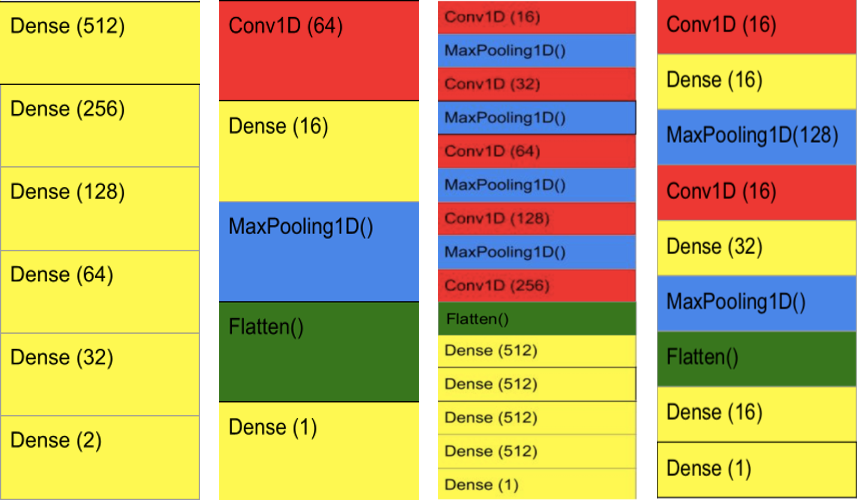 Dense (512)
Dense (256)
Dense (128)
Dense (64)
Dense (32)
Dense (2)
Conv1D (64)
Dense (16)
MaxPooling1D()
Flatten()
Dense (1)
Conv1D (16)
MaxPooling1D()
Conv1D (32)
MaxPooling1D()
Conv1D (64)
MaxPooling1D()
Conv1D (128)
MaxPooling1D()
Conv1D (256)
Flatten()
Dense (512)
Dense (512)
Dense (512)
Dense (512)
Dense (1)
Conv1D (16)
Dense (16)
MaxPooling1D(128)
Conv1D (16)
Dense (32)
MaxPooling1D()
Flatten()
Dense (16)
Dense (1)